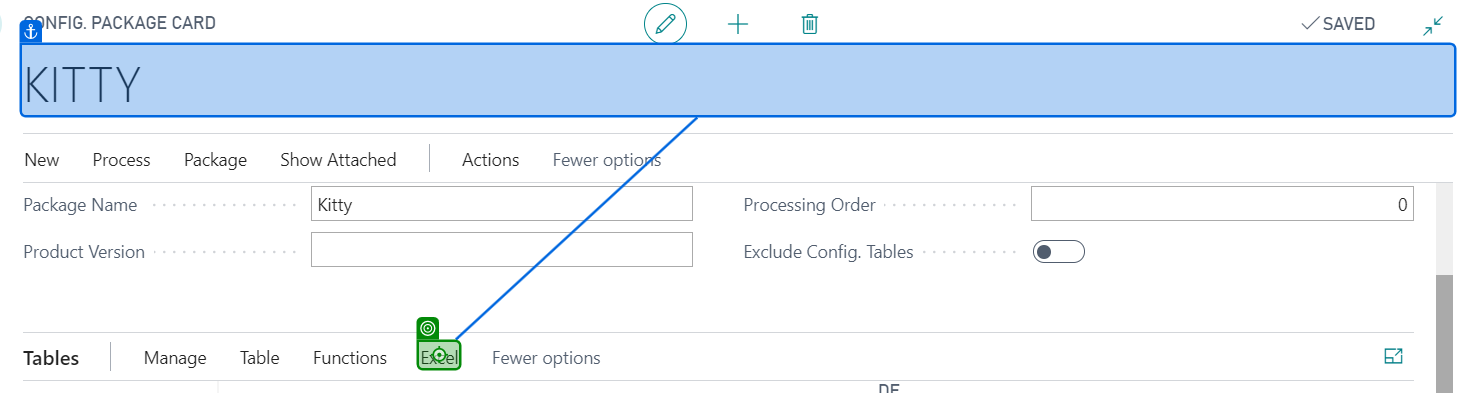 CONFIG. PACKAGE CARD
SAVED
KITTY
New Process Package Show Attached Actions Fewer options
Package Name Kitty Processing Order 0
Product Version Exclude Config. Tables
Tables Manage Table Functions Excel Fewer options